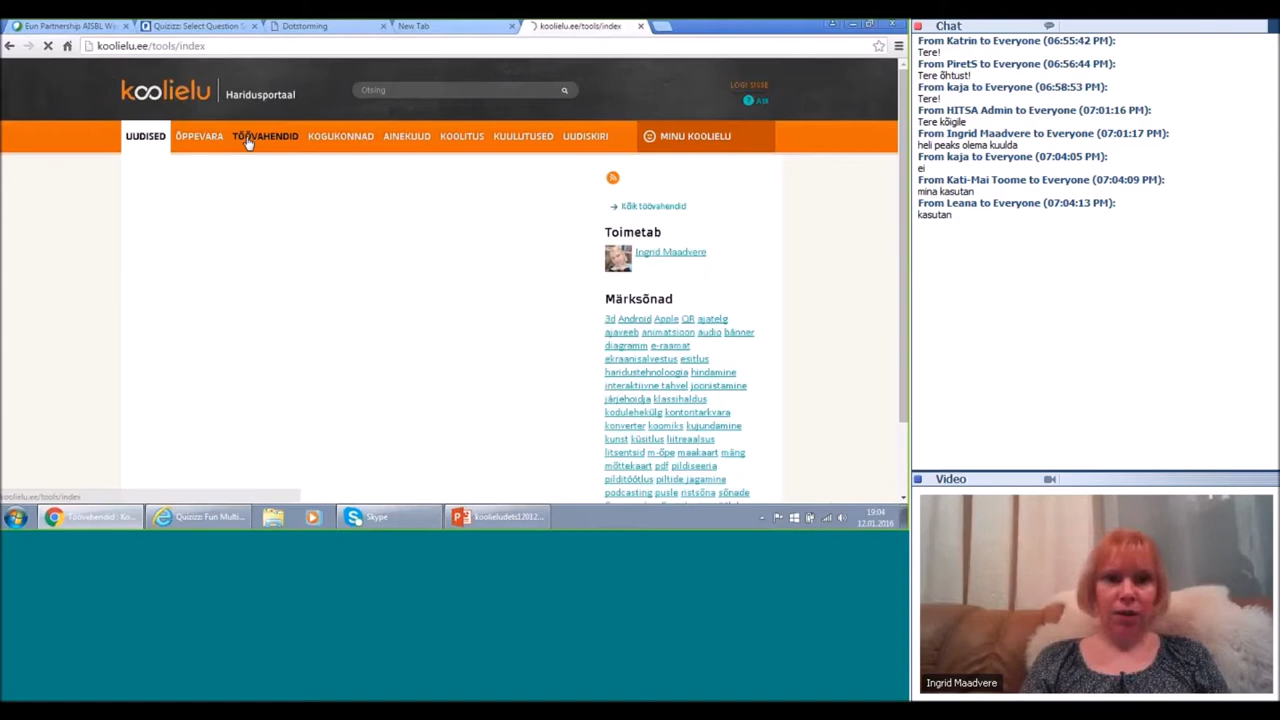 Eun Partnership AISBL W
Quizizz: Select Question S
Dotstorming
New Tab
koolielu.ee/tools/index
koolielu.ee/tools/index
koolielu
Haridusportaal
Otsing
LOGI SISSE
Abi
UUDISED ÕPPEVARA TÖÖVAHENDID KOGUKONNAD AINEKUUD KOOLITUS KUULUTUSED UUDISKIRI MINU KOOLIELU
Kõik töövahendid
Toimetab
Ingrid Maadvere
Märksõnad
3d Android Apple QR ajatelg
ajaveeb animatsioon audio bänner
diagramm e-raamat
ekraanisalvestus esitlus
haridustehnoloogia hindamine
interaktiivne tahvel joonistamine
järjehoidja klassihaldus
kodulehekülg kontoritarkvara
konverter koomiks kujundamine
kunst küsitlus liitreaalsus
litsentsid m-õpe maakaart mäng
mõttekaart pdf pildiseeria
pilditöötlus piltide jagamine
podcasting pusle ristsõna sõnade
koolielu.ee/tools/index
Töövahendid : Ko...
Quizizz: Fun Multi...
Skype
koolieludets12012...
19:04
12.01.2016
Chat
From Katrin to Everyone (06:55:42 PM):
Tere!
From PiretS to Everyone (06:56:44 PM):
Tere õhtust!
From kaja to Everyone (06:58:53 PM):
Tere!
From HITSA Admin to Everyone (07:01:16 PM):
Tere kõigile
From Ingrid Maadvere to Everyone (07:01:17 PM):
heli peaks olema kuulda
From kaja to Everyone (07:04:05 PM):
ei
From Kati-Mai Toome to Everyone (07:04:09 PM):
mina kasutan
From Leana to Everyone (07:04:13 PM):
kasutan
Video
Ingrid Maadvere